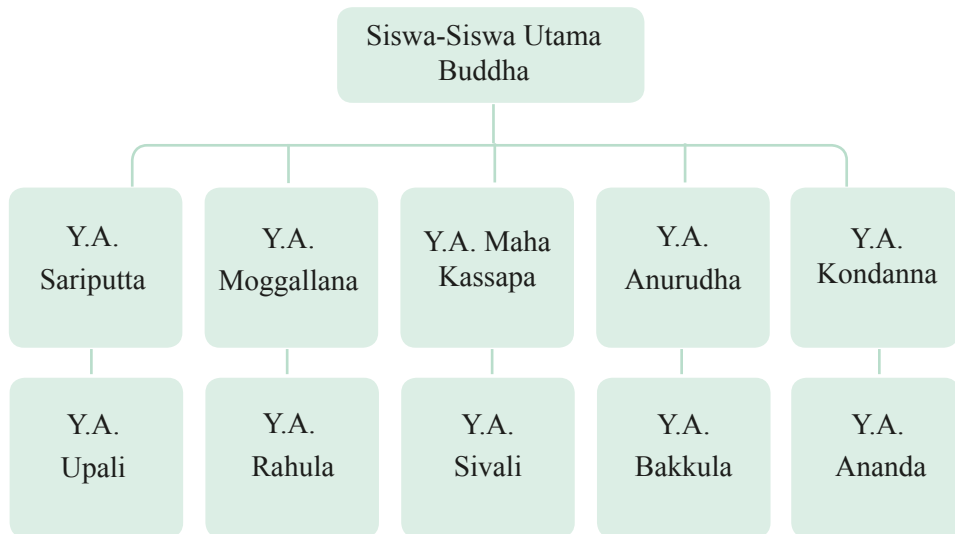 Siswa-Siswa Utama
Buddha
Y.A.
Sariputta
Y.A.
Moggallana
Y.A. Maha
Kassapa
Y.A.
Anurudha
Y.A.
Kondanna
Y.A.
Upali
Y.A.
Rahula
Y.A.
Sivali
Y.A.
Bakkula
Y.A.
Ananda